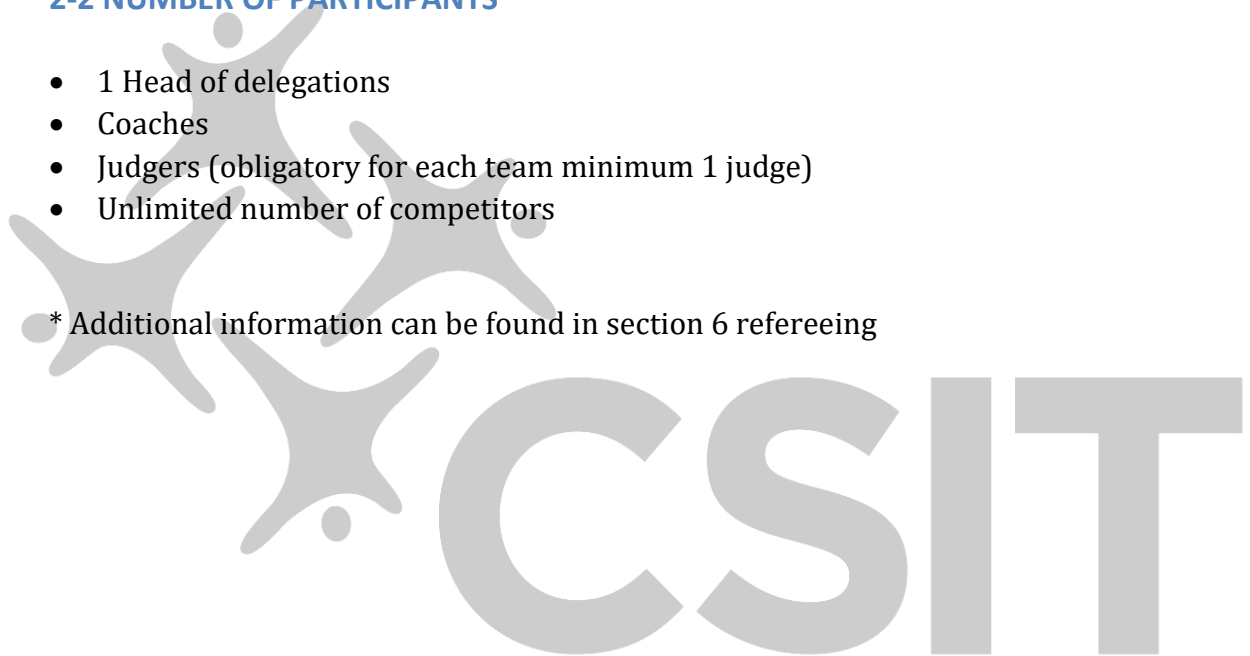 2-2 NUMBER OF PARTICIPANTS
• 1 Head of delegations
• Coaches
• Judgers (obligatory for each team minimum 1 judge)
• Unlimited number of competitors
* Additional information can be found in section 6 refereeing
CSIT